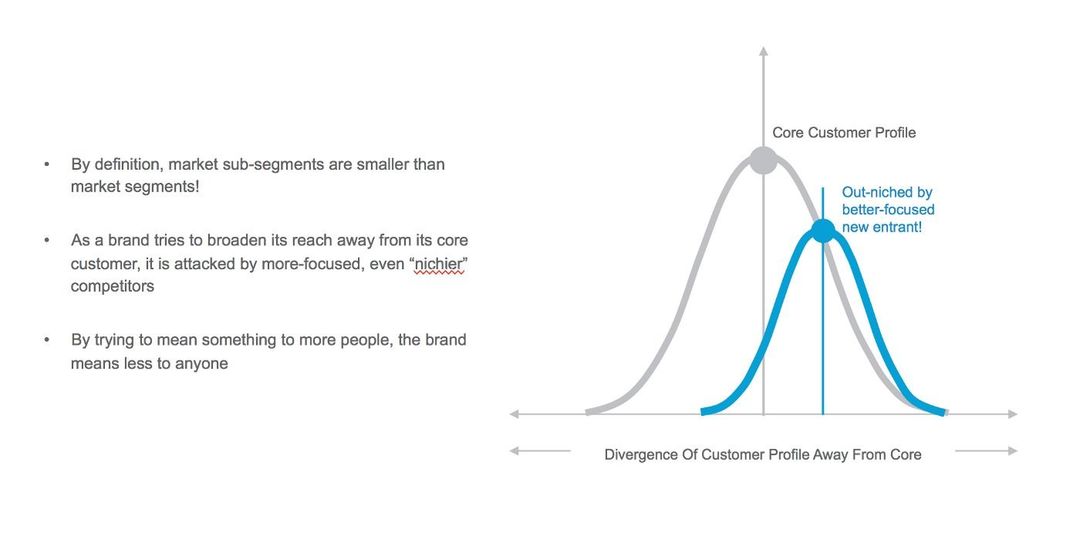 Core Customer Profile
• By definition, market sub-segments are smaller than
market segments!
Out-niched by
better-focused
new entrant!
• As a brand tries to broaden its reach away from its core
customer, it is attacked by more-focused, even “nichier”
competitors
• By trying to mean something to more people, the brand
means less to anyone
Divergence Of Customer Profile Away From Core